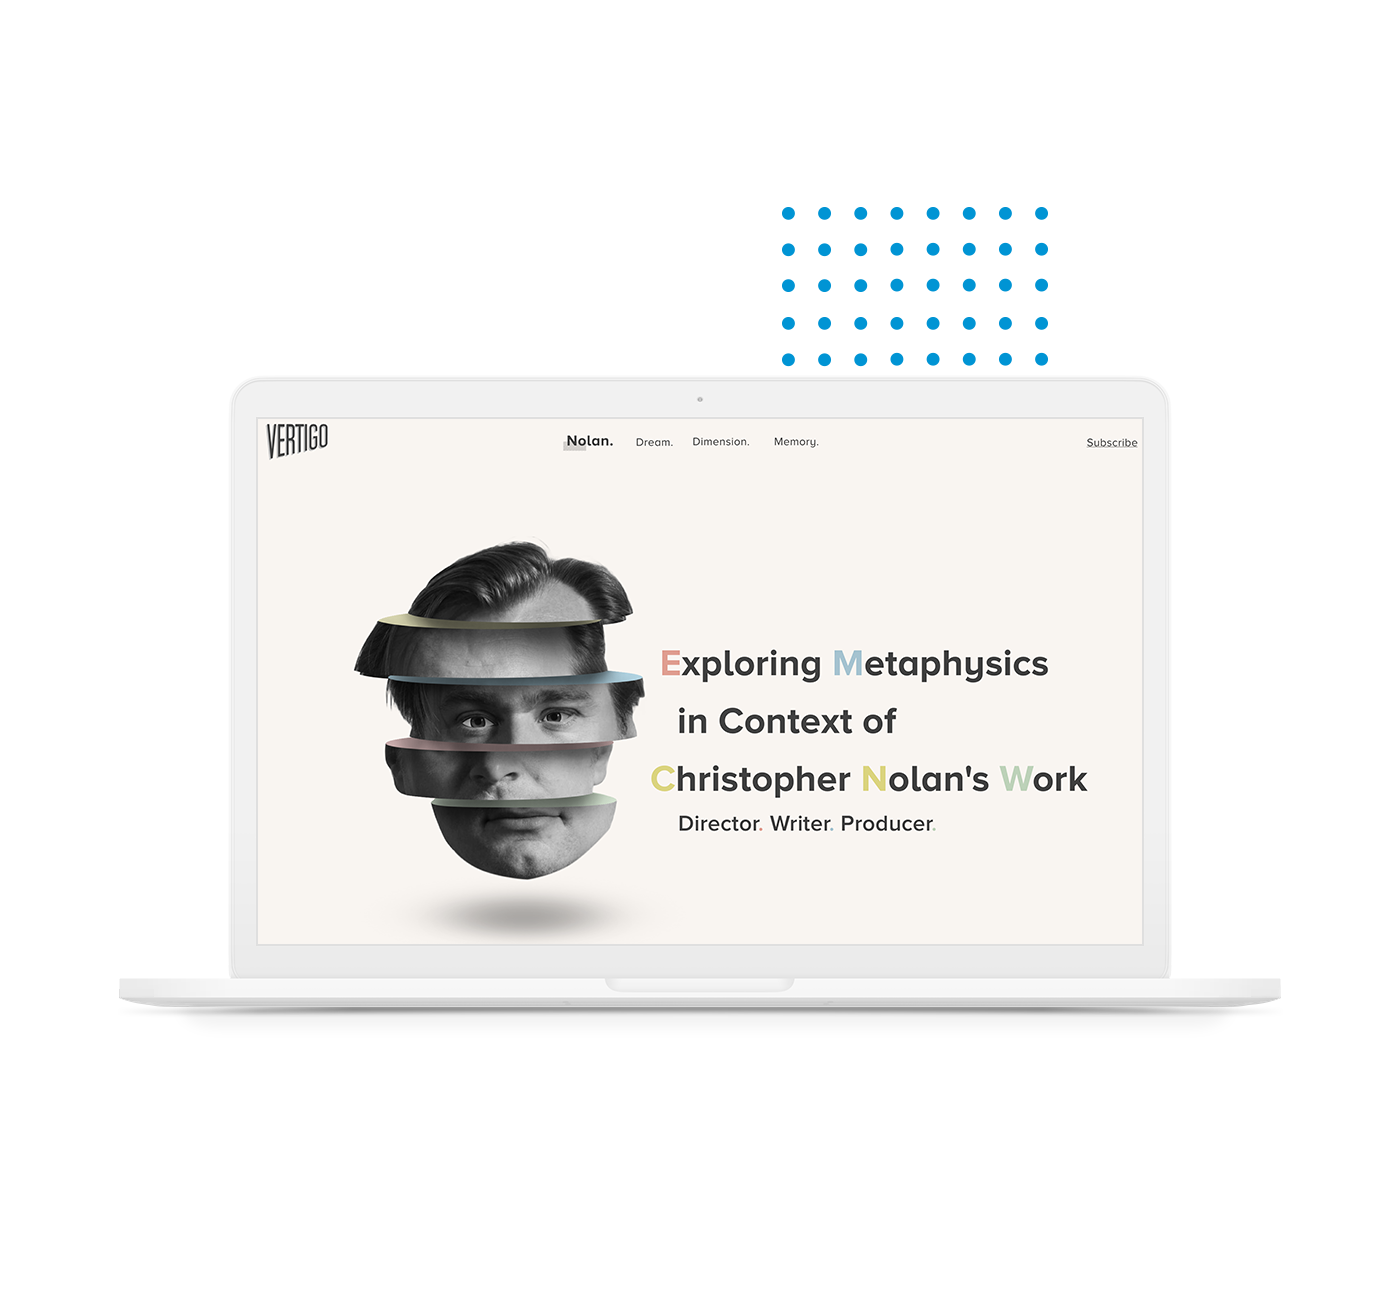 VERTIGO
Nolan. Dream. Dimension. Memory. Subscribe
Exploring Metaphysics
in Context of
Christopher Nolan's Work
Director. Writer. Producer.